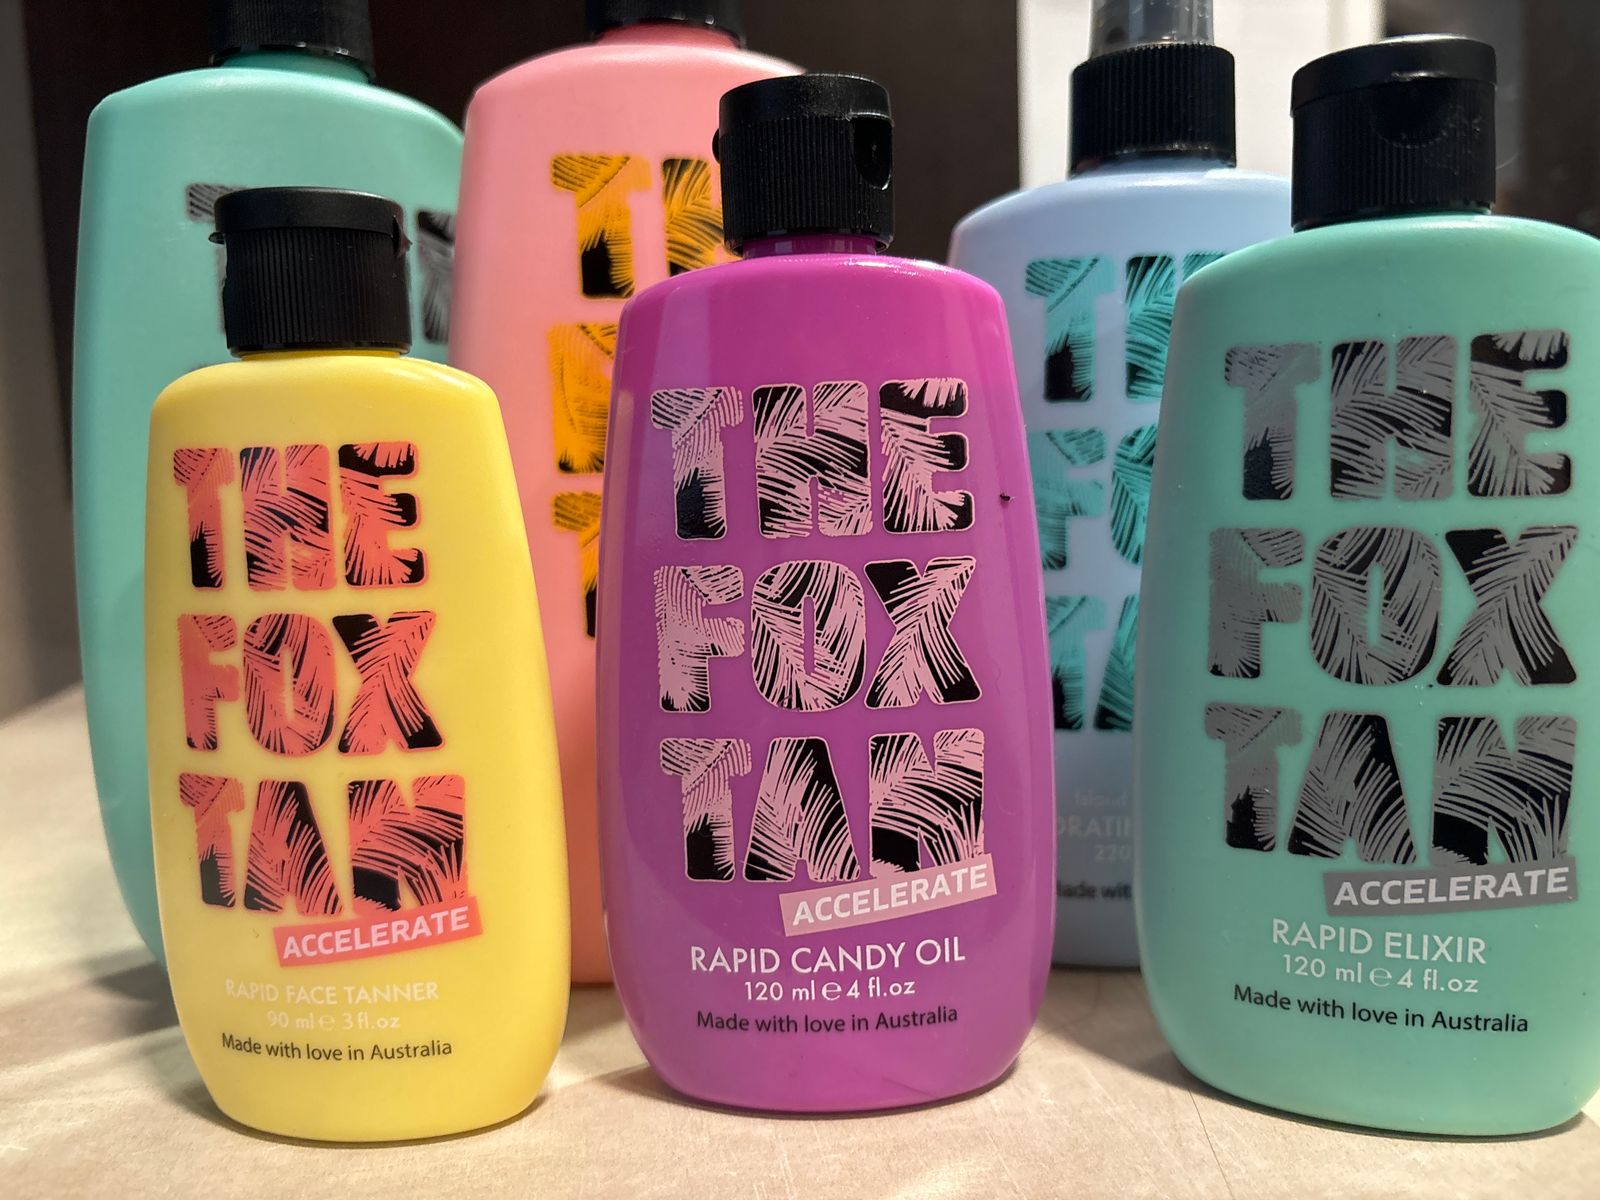 THE
FOX
TAN
ACCELERATE
RAPID FACE TANNER
90 ml ℮ 3 fl.oz
Made with love in Australia
THE
FOX
TAN
ACCELERATE
RAPID CANDY OIL
120 ml ℮ 4 fl.oz
Made with love in Australia
THE
FOX
TAN
ACCELERATE
RAPID ELIXIR
120 ml ℮ 4 fl.oz
Made with love in Australia